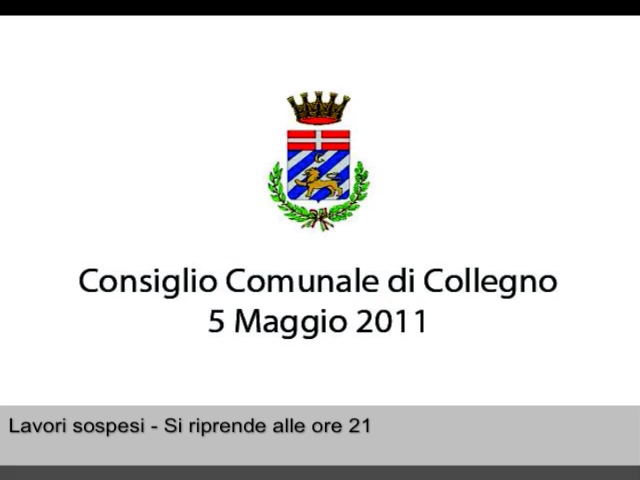 Consiglio Comunale di Collegno
5 Maggio 2011
Lavori sospesi - Si riprende alle ore 21